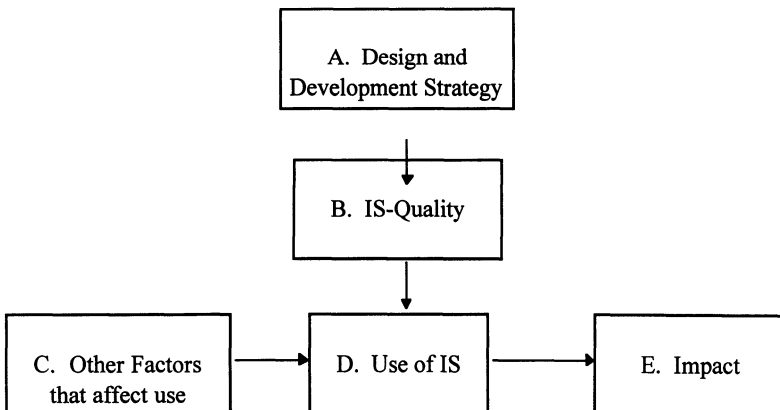 A. Design and
Development Strategy
B. IS-Quality
C. Other Factors
that affect use
D. Use of IS
E. Impact